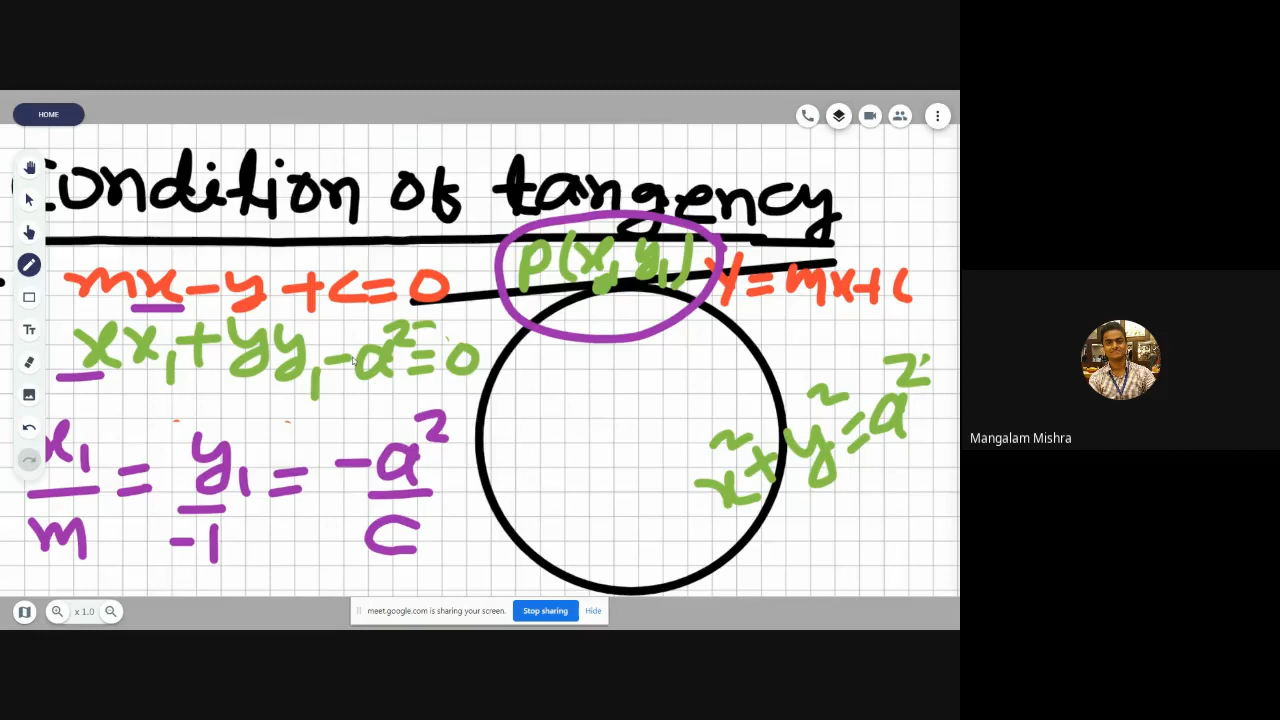 HOME
Condition of tangency
P(x₁ y₁)
mx - y + c = 0
y = mx + c
xx₁ + yy₁ - a² = 0
x² + y² = a²
x₁/m = y₁/-1 = -a²/c
Tт
x 1.0
meet.google.com is sharing your screen.
Stop sharing
Hide
Mangalam Mishra